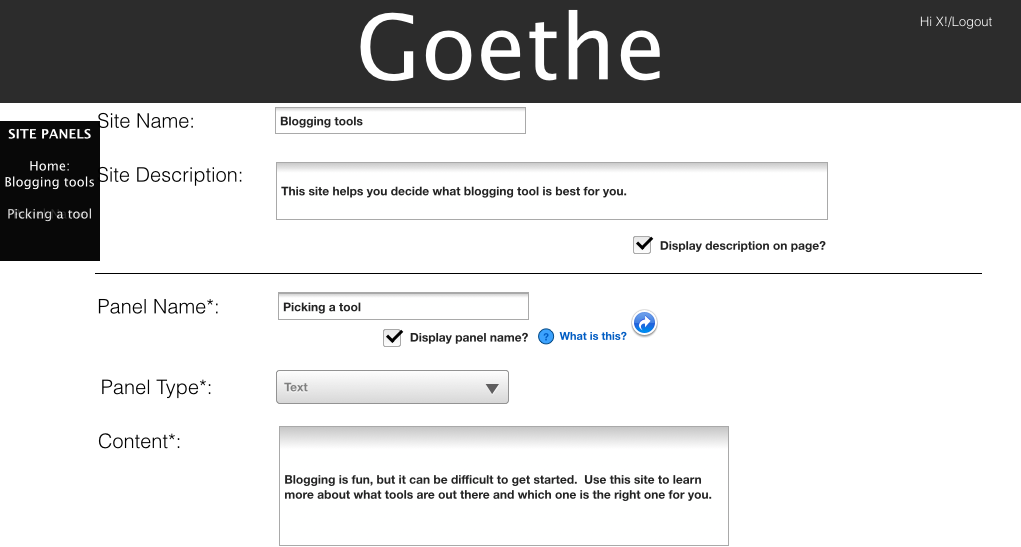 Goethe
Hi X!/Logout
Site Name:
Blogging tools
SITE PANELS
Home:
Blogging tools
Picking a tool
Site Description:
This site helps you decide what blogging tool is best for you.
Display description on page?
Panel Name*:
Picking a tool
Display panel name?
? What is this?
Panel Type*:
Text
Content*:
Blogging is fun, but it can be difficult to get started.  Use this site to learn
more about what tools are out there and which one is the right one for you.